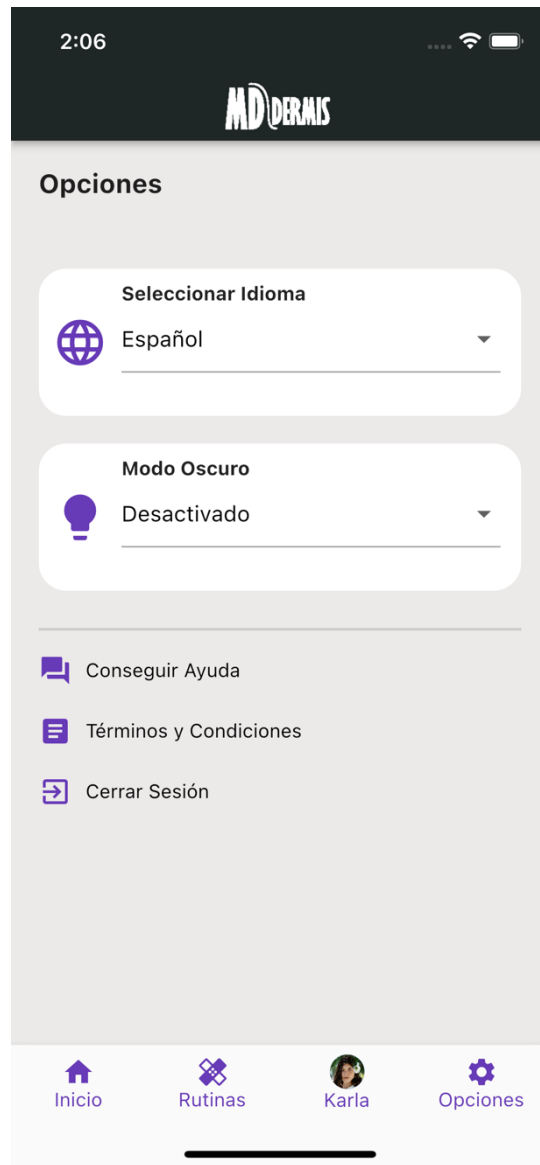 2:06
MD DERMIS
Opciones
Seleccionar Idioma
Español
Modo Oscuro
Desactivado
Conseguir Ayuda
Términos y Condiciones
Cerrar Sesión
Inicio Rutinas Karla Opciones